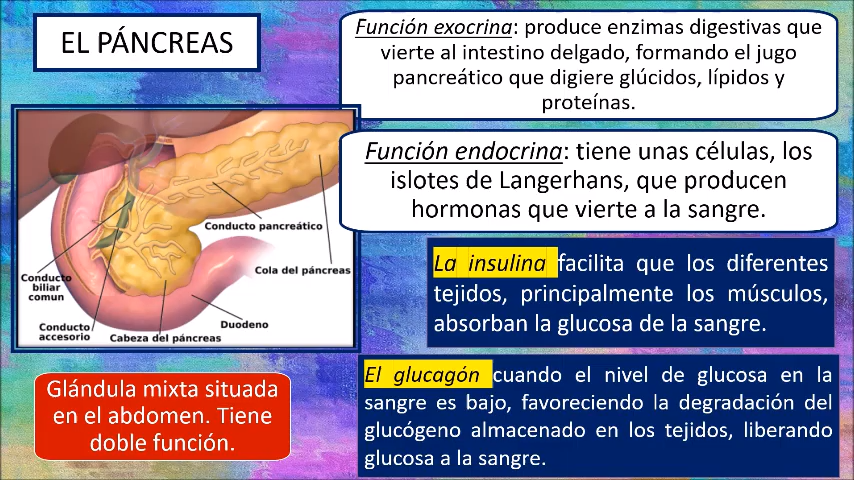 EL PÁNCREAS
Función exocrina: produce enzimas digestivas que
vierte al intestino delgado, formando el jugo
pancreático que digiere glúcidos, lípidos y
proteínas.
Función endocrina: tiene unas células, los
islotes de Langerhans, que producen
hormonas que vierte a la sangre.
Conducto pancreático
Cola del páncreas
Conducto
biliar
comun
Conducto
accesorio
Cabeza del páncreas
Duodeno
La insulina facilita que los diferentes
tejidos, principalmente los músculos,
absorban la glucosa de la sangre.
Glándula mixta situada
en el abdomen. Tiene
doble función.
El glucagón cuando el nivel de glucosa en la
sangre es bajo, favoreciendo la degradación del
glucógeno almacenado en los tejidos, liberando
glucosa a la sangre.